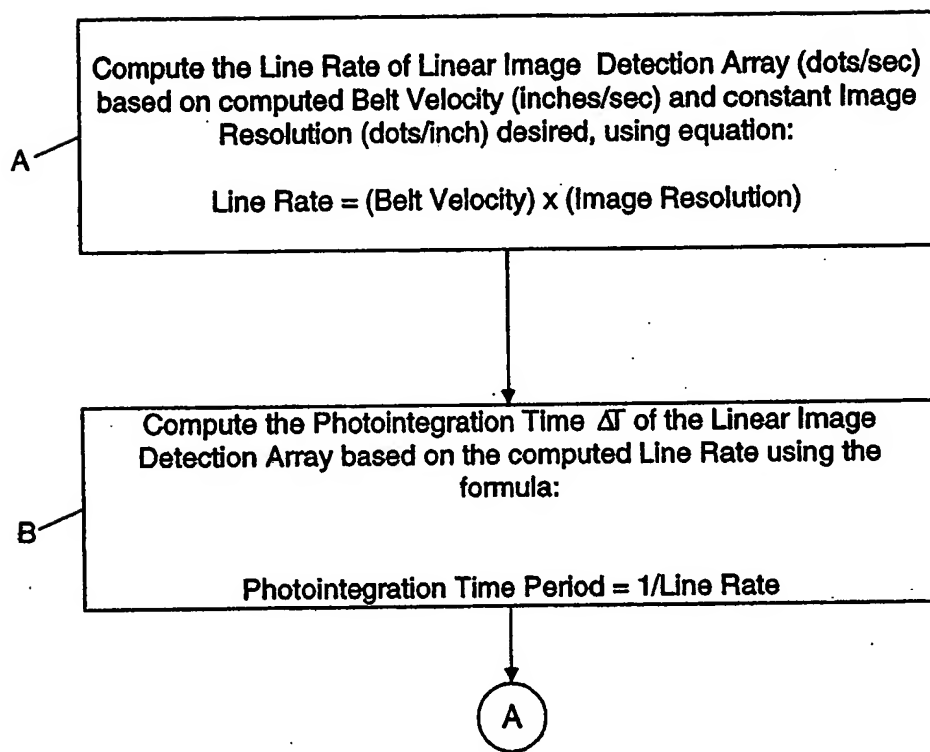 Compute the Line Rate of Linear Image Detection Array (dots/sec)
based on computed Belt Velocity (inches/sec) and constant Image
Resolution (dots/inch) desired, using equation:
A
Line Rate = (Belt Velocity) x (Image Resolution)
Compute the Photointegration Time ΔT of the Linear Image
Detection Array based on the computed Line Rate using the
formula:
B
Photointegration Time Period = 1/Line Rate
A